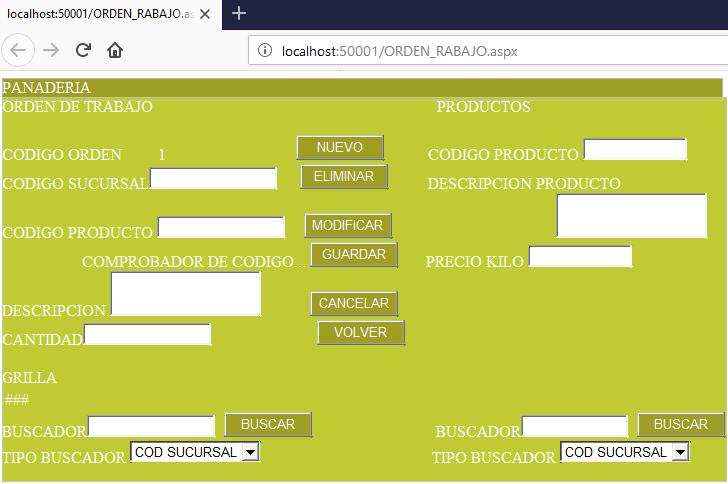 localhost:50001/ORDEN_RABAJO.as
localhost:50001/ORDEN_RABAJO.aspx
PANADERIA
ORDEN DE TRABAJO PRODUCTOS
CODIGO ORDEN 1 NUEVO CODIGO PRODUCTO
CODIGO SUCURSAL ELIMINAR DESCRIPCION PRODUCTO
CODIGO PRODUCTO MODIFICAR
COMPROBADOR DE CODIGO... GUARDAR PRECIO KILO
DESCRIPCION CANCELAR
CANTIDAD VOLVER
GRILLA
###
BUSCADOR BUSCAR BUSCADOR BUSCAR
TIPO BUSCADOR COD SUCURSAL TIPO BUSCADOR COD SUCURSAL